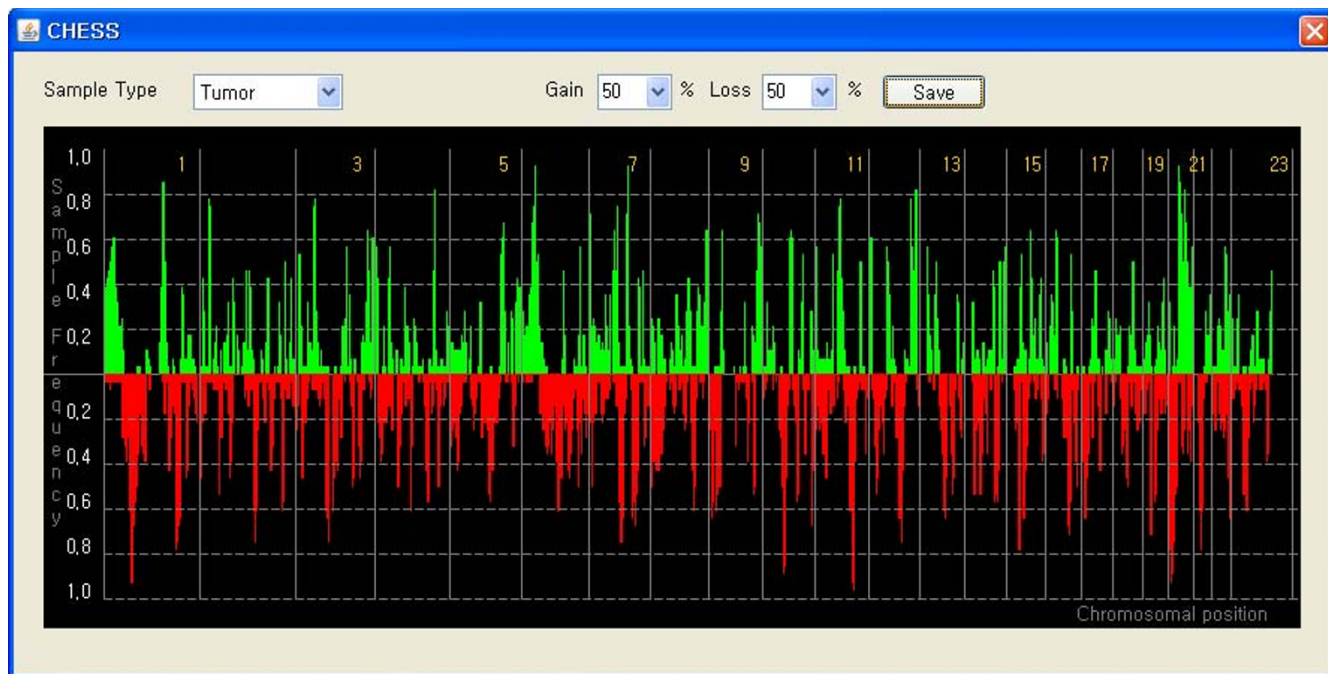 CHESS
Sample Type Tumor Gain 50 % Loss 50 % Save
1 3 5 7 9 11 13 15 17 19 21 23
1,0
0,8
0,6
0,4
0,2
0,2
0,4
0,6
0,8
1,0
Sample Frequency
Chromosomal position